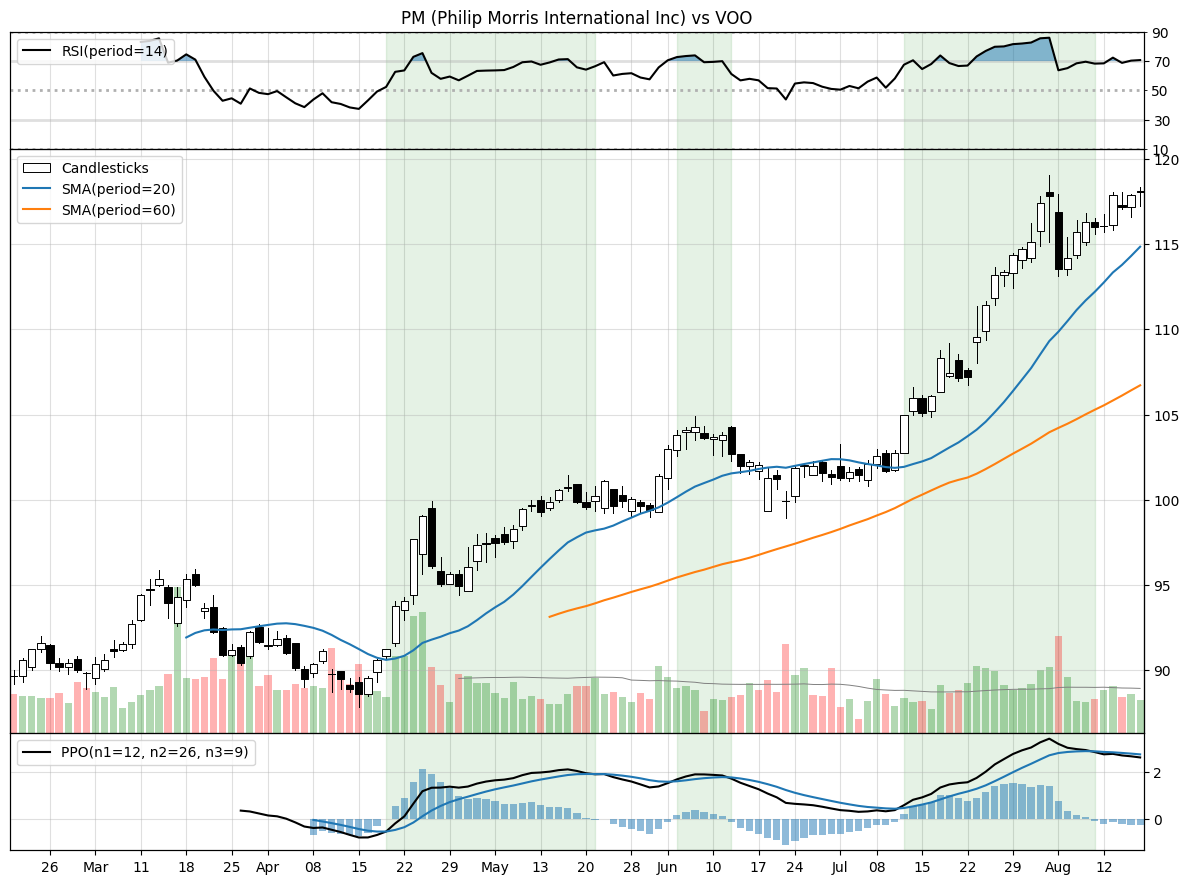 PM (Philip Morris International Inc) vs VOO
RSI(period=14)
90
70
50
30
10
Candlesticks
SMA(period=20)
SMA(period=60)
120
115
110
105
100
95
90
PPO(n1=12, n2=26, n3=9)
2
0
26 Mar 11 18 25 Apr 08 15 22 29 May 13 20 28 Jun 10 17 24 Jul 08 15 22 29 Aug 12